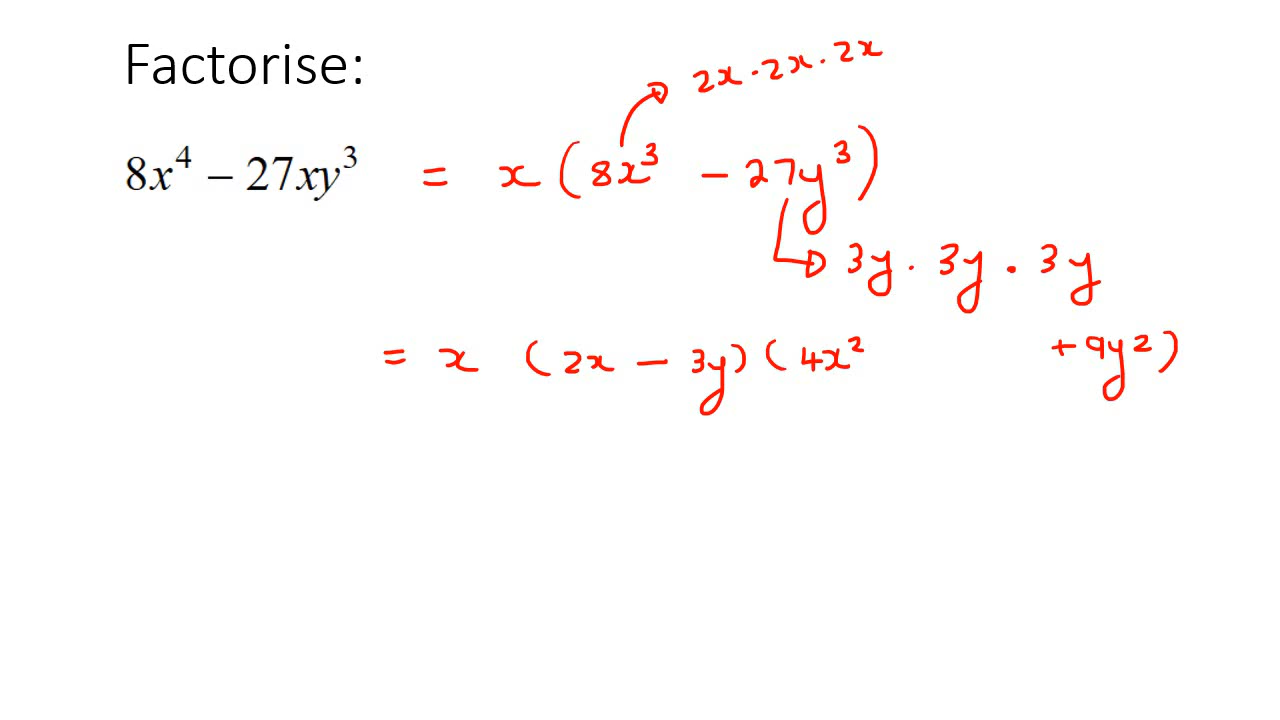 Factorise:
2x · 2x · 2x
8x⁴ − 27xy³ = x (8x³ − 27y³)
3y · 3y · 3y
= x (2x − 3y) (4x² + 9y²)